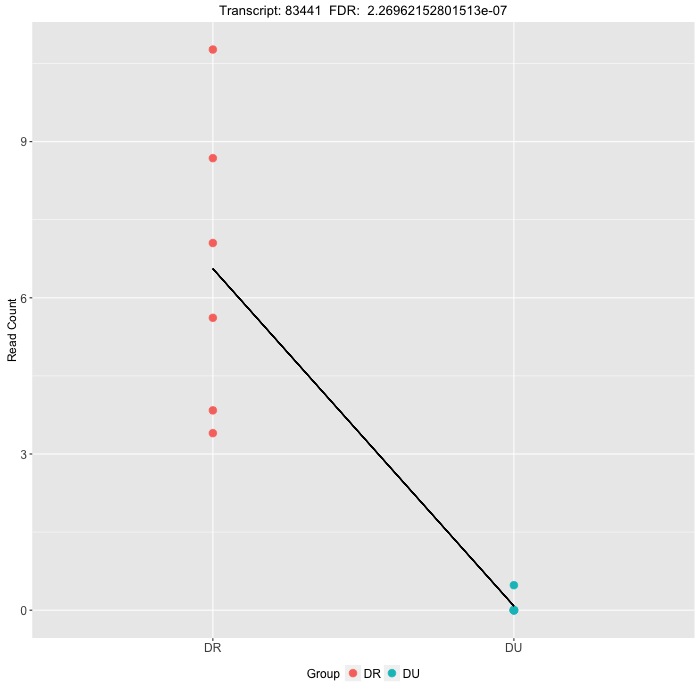 Transcript: 83441  FDR:  2.26962152801513e-07
Read Count
9
6
3
0
DR
DU
Group DR DU